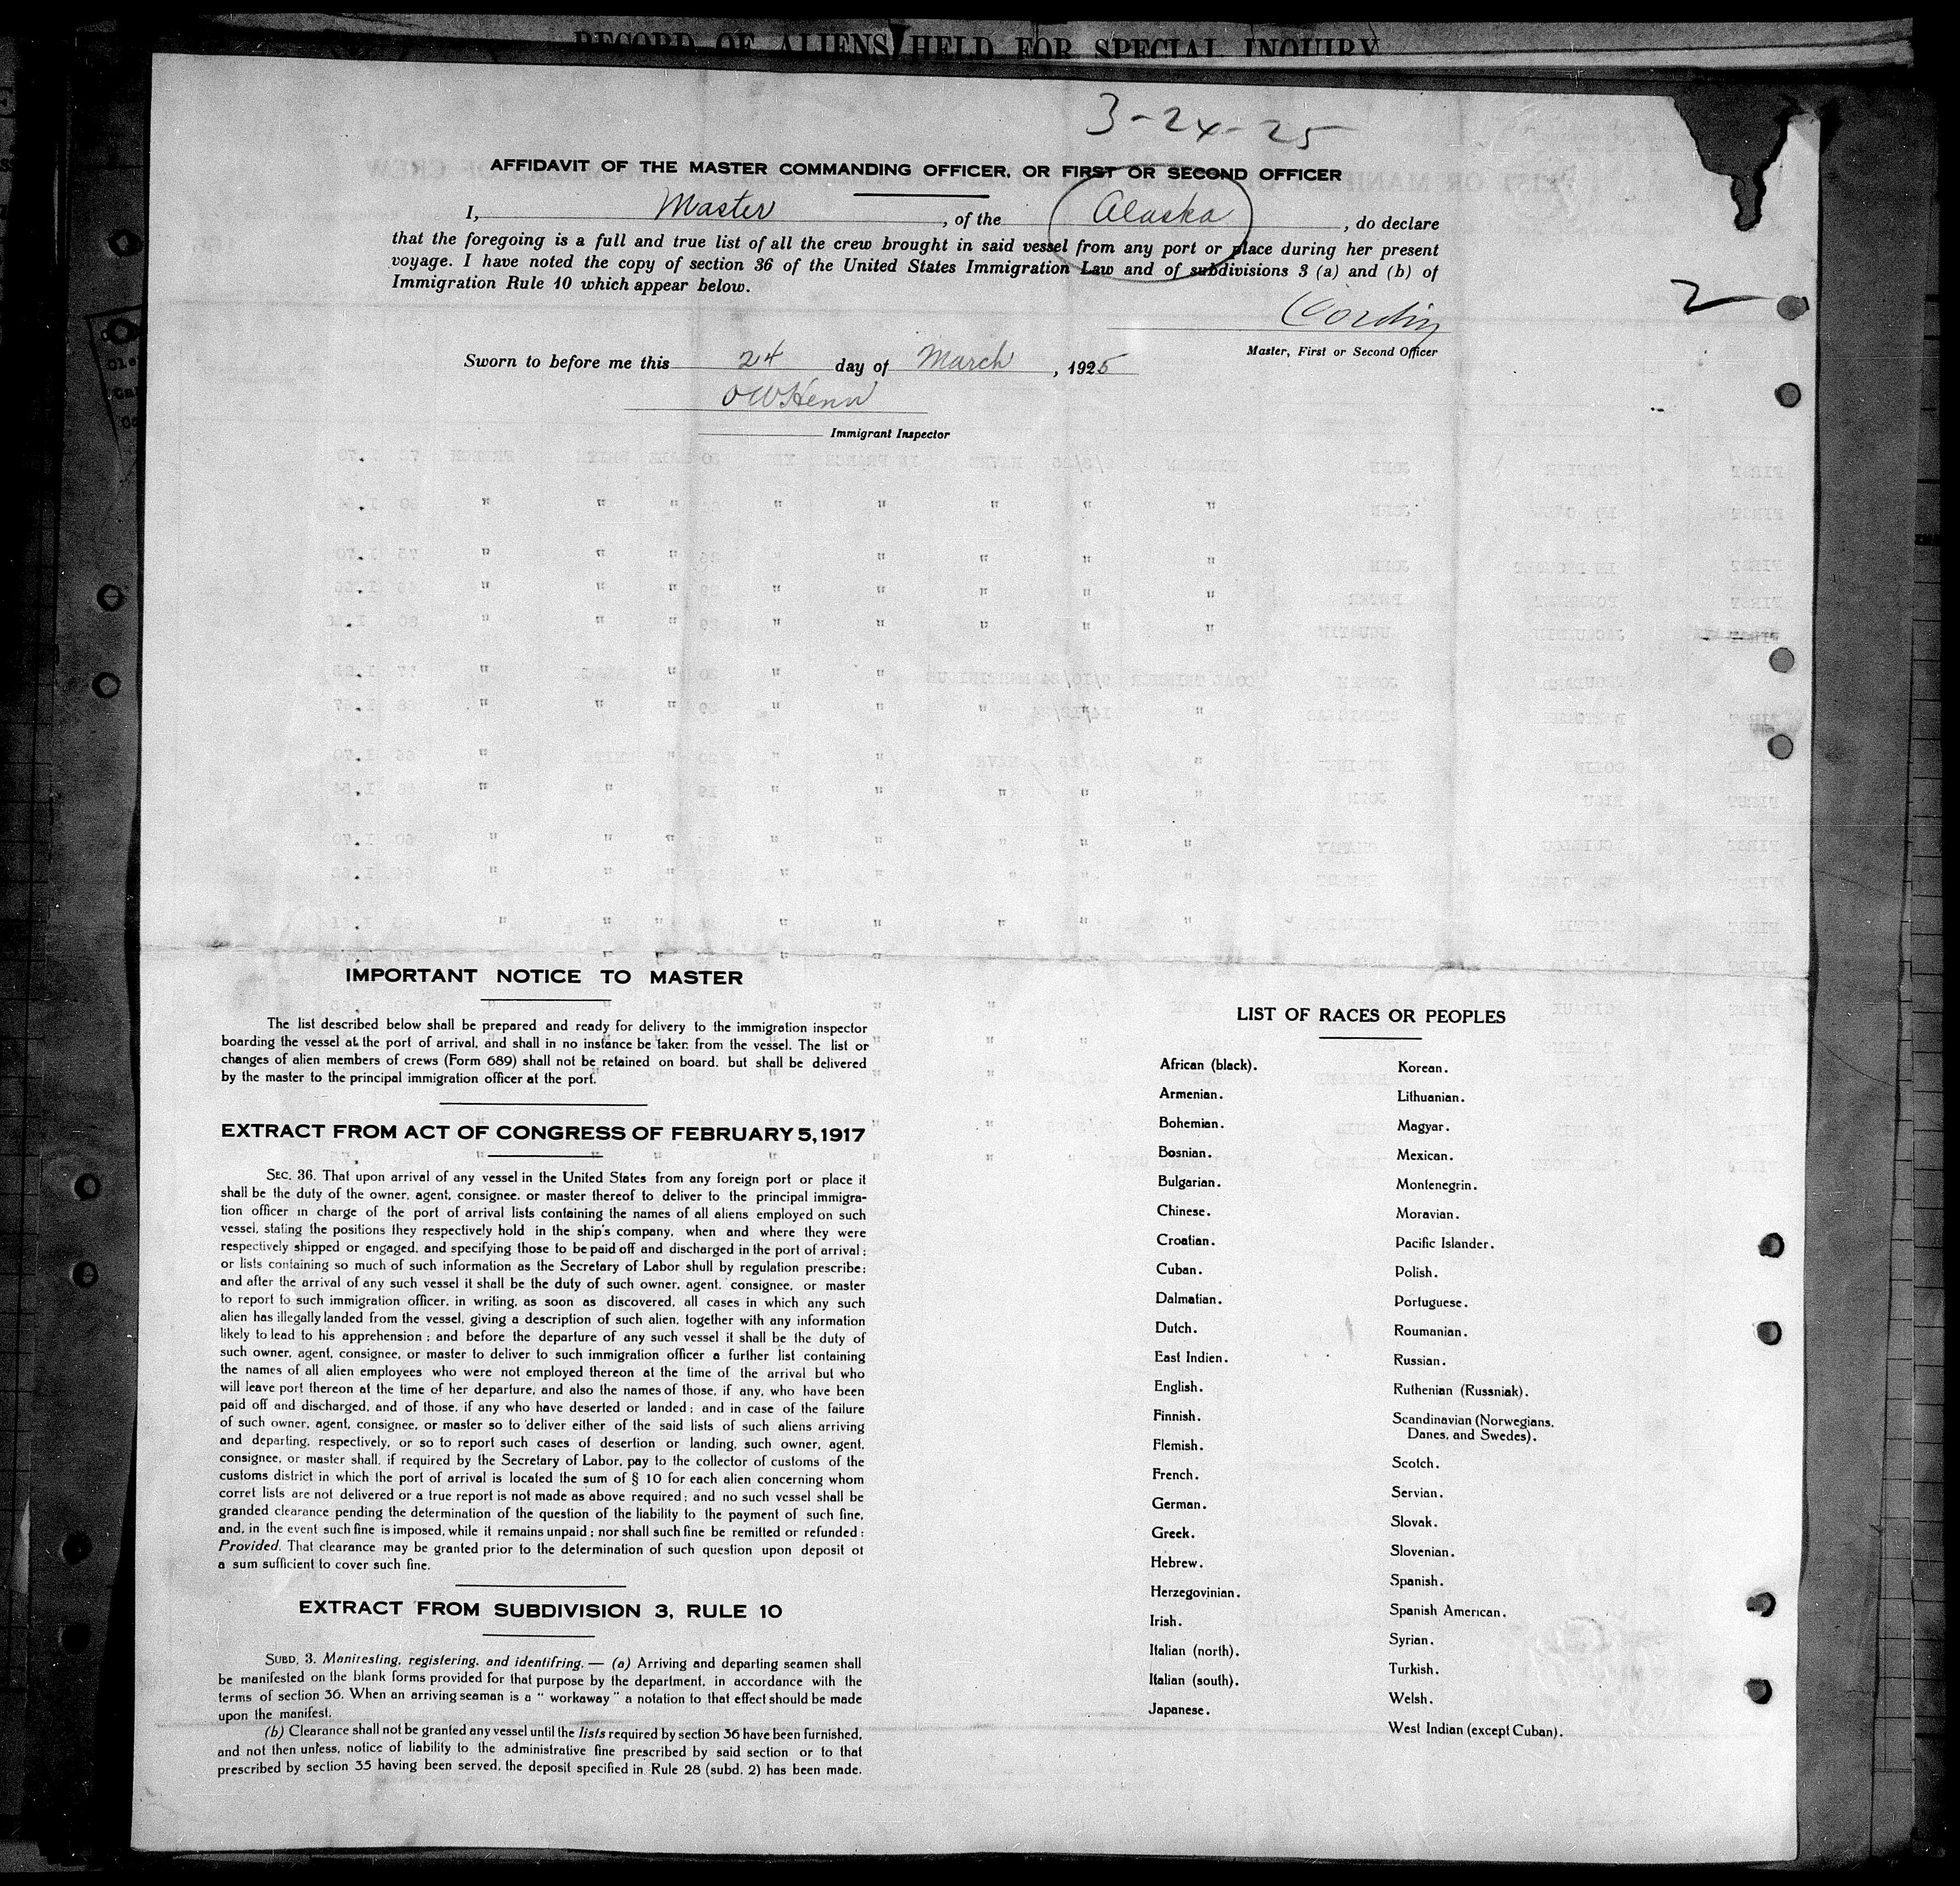 RECORD OF ALIENS HELD FOR SPECIAL INQUIRY
3-24-25
AFFIDAVIT OF THE MASTER COMMANDING OFFICER, OR FIRST OR SECOND OFFICER
I, Master, of the Alaska, do declare
that the foregoing is a full and true list of all the crew brought in said vessel from any port or place during her present
voyage. I have noted the copy of section 36 of the United States Immigration Law and of subdivisions 3 (a) and (b) of
Immigration Rule 10 which appear below.
2
Master, First or Second Officer
Sworn to before me this 24 day of March, 1925
Immigrant Inspector
IMPORTANT NOTICE TO MASTER
The list described below shall be prepared and ready for delivery to the immigration inspector
boarding the vessel at the port of arrival, and shall in no instance be taken from the vessel. The list or
changes of alien members of crews (Form 689) shall not be retained on board, but shall be delivered
by the master to the principal immigration officer at the port.
EXTRACT FROM ACT OF CONGRESS OF FEBRUARY 5, 1917
SEC. 36. That upon arrival of any vessel in the United States from any foreign port or place it
shall be the duty of the owner, agent, consignee, or master thereof to deliver to the principal immigra-
tion officer in charge of the port of arrival lists containing the names of all aliens employed on such
vessel, stating the positions they respectively hold in the ship's company, when and where they were
respectively shipped or engaged, and specifying those to be paid off and discharged in the port of arrival;
or lists containing so much of such information as the Secretary of Labor shull by regulation prescribe;
and after the arrival of any such vessel it shall be the duty of such owner, agent, consignee, or master
to report to such immigration officer, in writing, as soon as discovered, all cases in which any such
alien has illegally landed from the vessel, giving a description of such alien, together with any information
likely to lead to his apprehension; and before the departure of any such vessel it shall be the duty of
such owner, agent, consignee, or master to deliver to such immigration officer a further list containing
the names of all alien employees who were not employed thereon at the time of the arrival but who
will leave port thereon at the time of her departure, and also the names of those, if any, who have been
paid off and discharged, and of those, if any who have deserted or landed; and in case of the failure
of such owner, agent, consignee, or master so to deliver either of the said lists of such aliens arriving
and departing, respectively, or so to report such cases of desertion or landing, such owner, agent,
consignee, or master shall, if required by the Secretary of Labor, pay to the collector of customs of the
customs district in which the port of arrival is located the sum of § 10 for each alien concerning whom
corret lists are not delivered or a true report is not made as above required; and no such vessel shall be
granded clearance pending the determination of the question of the liability to the payment of such fine,
and, in the event such fine is imposed, while it remains unpaid; nor shall such fine be remitted or refunded:
Provided. That clearance may be granted prior to the determination of such question upon deposit ot
a sum sufficient to cover such fine.
EXTRACT FROM SUBDIVISION 3, RULE 10
SUBD. 3. Manifesting, registering, and identifring. — (a) Arriving and departing seamen shall
be manifested on the blank forms provided for that purpose by the department, in accordance with the
terms of section 36. When an arriving seaman is a " workaway " a notation to that effect should be made
upon the manifest.
(b) Clearance shall not be granted any vessel until the lists required by section 36 have been furnished,
and not then unless, notice of liability to the administrative fine prescribed by said section or to that
prescribed by section 35 having been served, the deposit specified in Rule 28 (subd. 2) has been made.
LIST OF RACES OR PEOPLES
African (black).
Armenian.
Bohemian.
Bosnian.
Bulgarian.
Chinese.
Croatian.
Cuban.
Dalmatian.
Dutch.
East Indien.
English.
Finnish.
Flemish.
French.
German.
Greek.
Hebrew.
Herzegovinian.
Irish.
Italian (north).
Italian (south).
Japanese.
Korean.
Lithuanian.
Magyar.
Mexican.
Montenegrin.
Moravian.
Pacific Islander.
Polish.
Portuguese.
Roumanian.
Russian.
Ruthenian (Russniak).
Scandinavian (Norwegians,
Danes, and Swedes).
Scotch.
Servian.
Slovak.
Slovenian.
Spanish.
Spanish American.
Syrian.
Turkish.
Welsh.
West Indian (except Cuban).